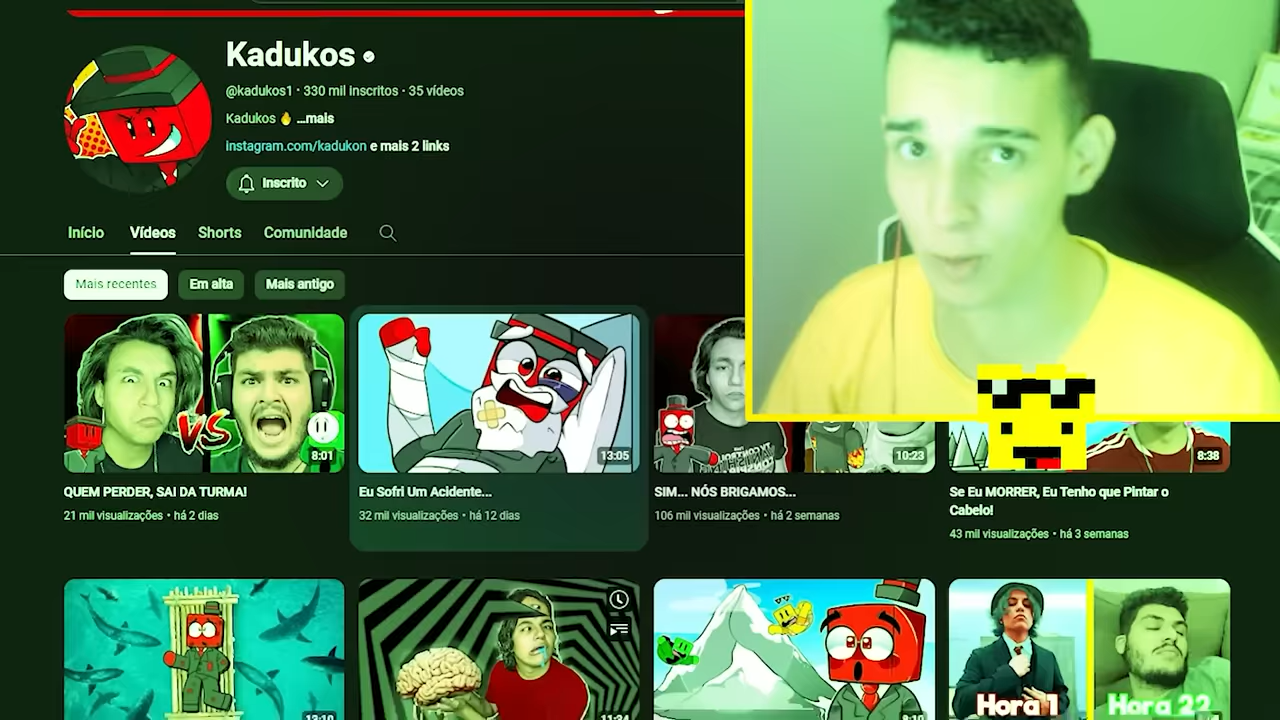 Kadukos
@kadukos1 · 330 mil inscritos · 35 vídeos
Kadukos 🔥 ...mais
instagram.com/kadukon e mais 2 links
Inscrito
Início Vídeos Shorts Comunidade
Mais recentes Em alta Mais antigo
VS
8:01
13:05
10:23
8:38
QUEM PERDER, SAI DA TURMA!
21 mil visualizações • há 2 dias
Eu Sofri Um Acidente...
32 mil visualizações • há 12 dias
SIM... NÓS BRIGAMOS...
106 mil visualizações • há 2 semanas
Se Eu MORRER, Eu Tenho que Pintar o
Cabelo!
43 mil visualizações • há 3 semanas
Hora 1
Hora 22